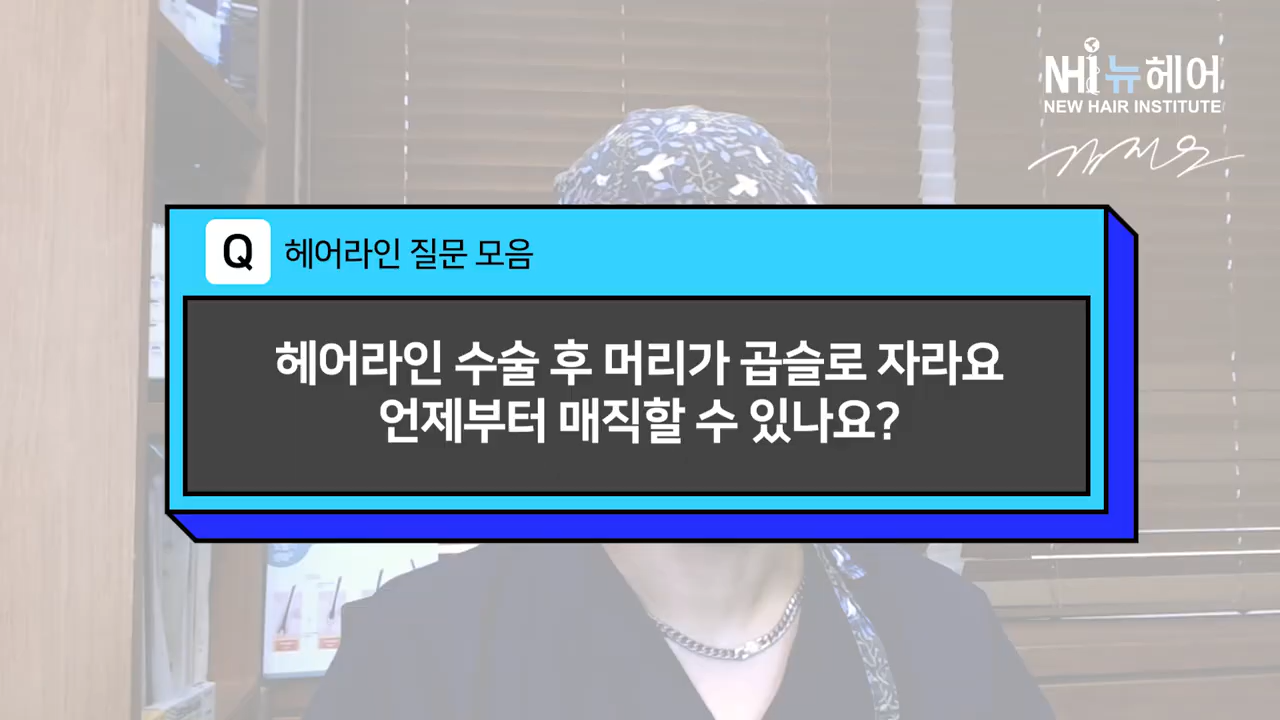 NHI 뉴헤어
NEW HAIR INSTITUTE
Q 헤어라인 질문 모음
헤어라인 수술 후 머리가 곱슬로 자라요
언제부터 매직할 수 있나요?